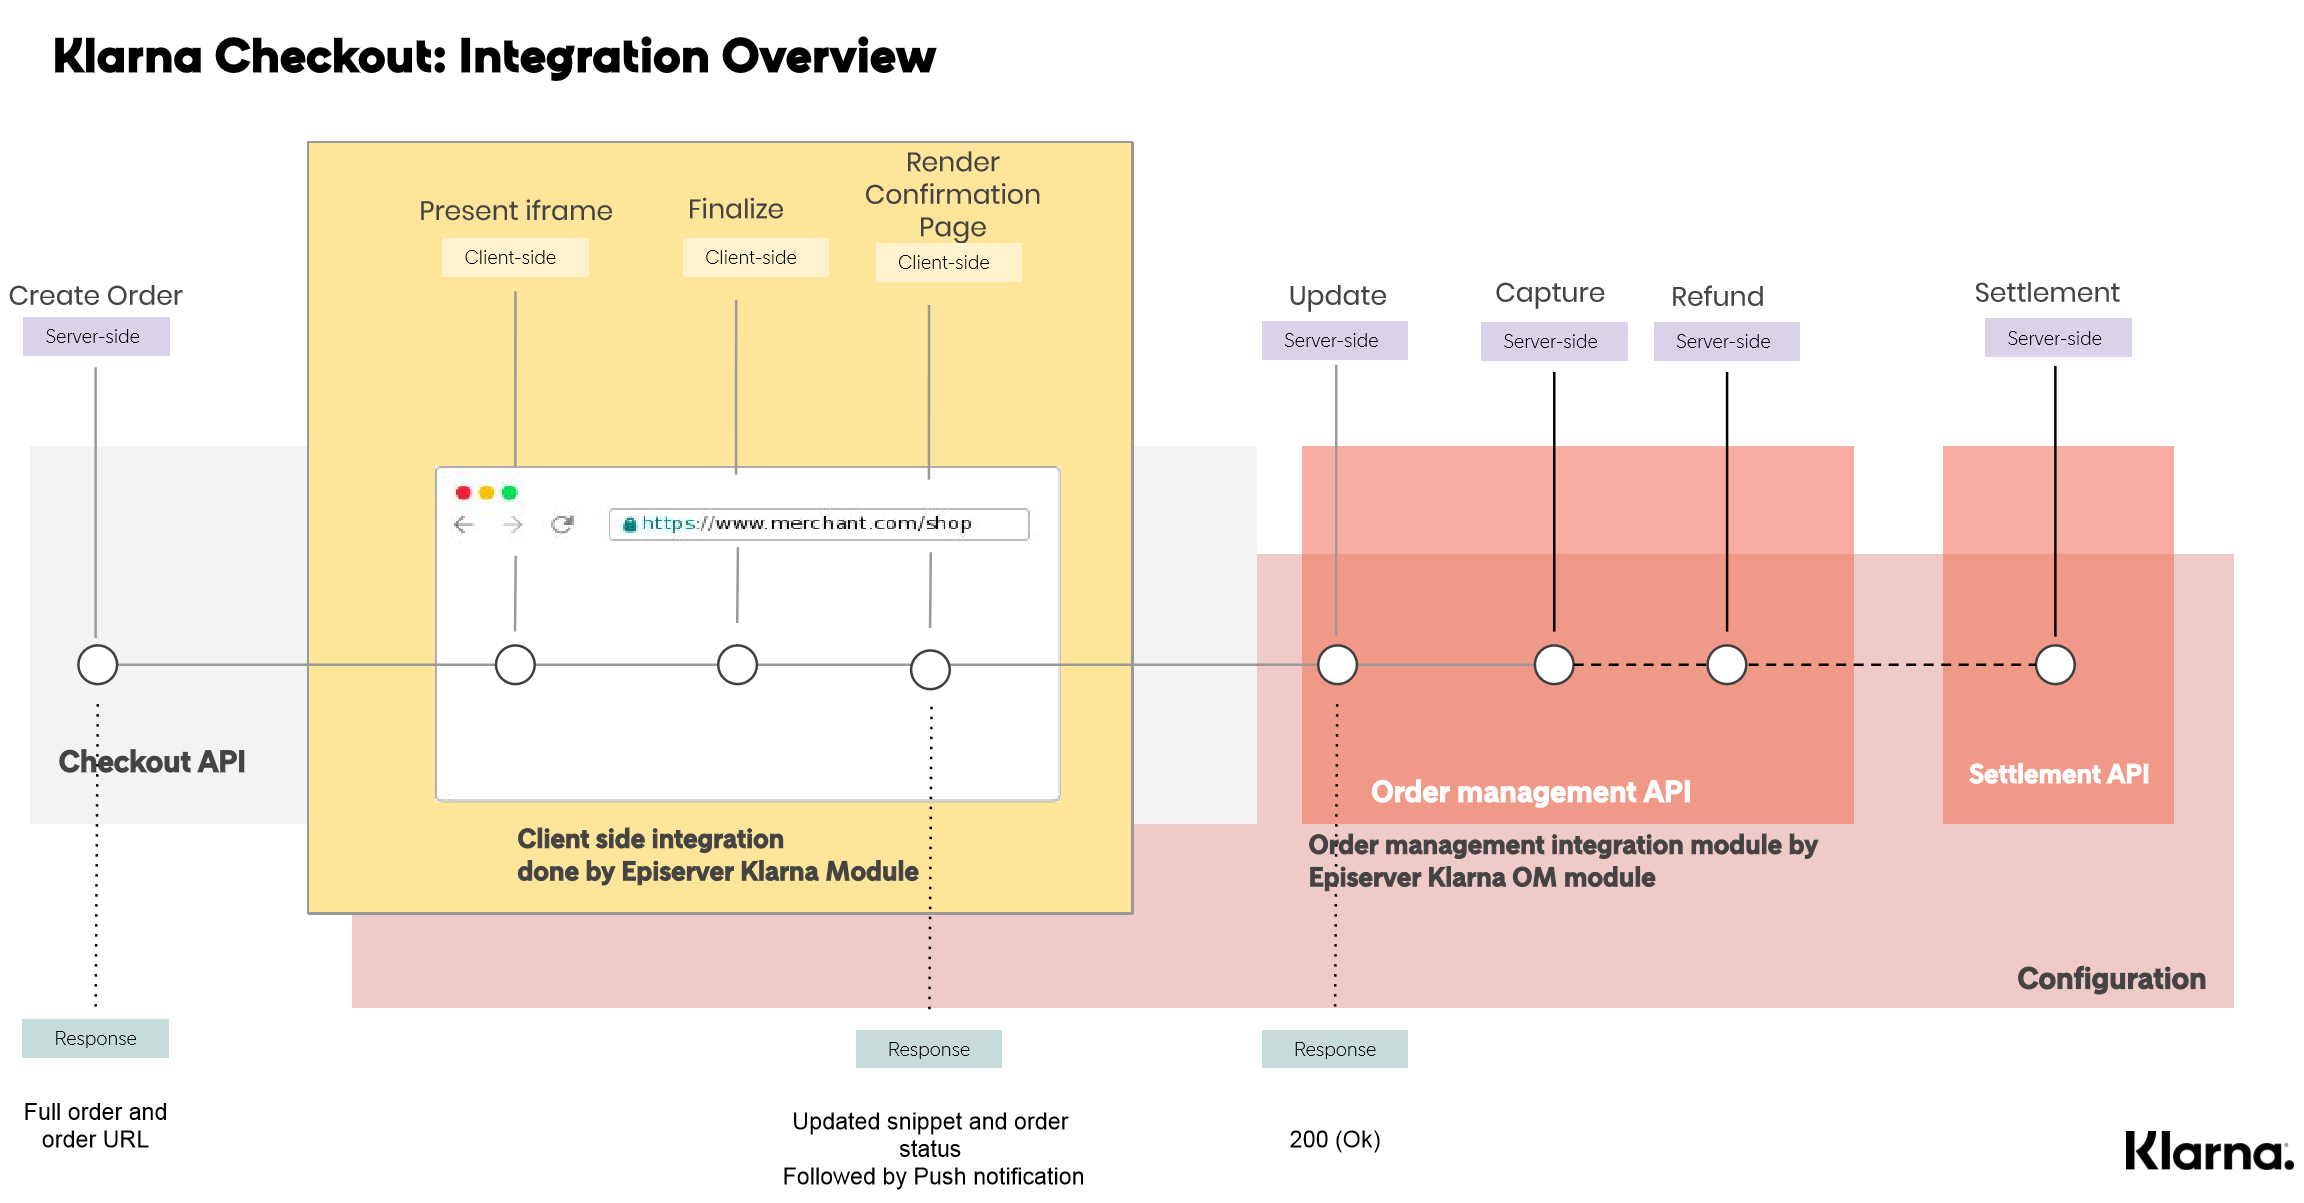 Klarna Checkout: Integration Overview
Render
Confirmation
Page
Present iframe
Finalize
Client-side
Client-side
Client-side
Create Order
Server-side
Update
Server-side
Capture
Server-side
Refund
Server-side
Settlement
Server-side
https://www.merchant.com/shop
Checkout API
Order management API
Settlement API
Client side integration
done by Episerver Klarna Module
Order management integration module by
Episerver Klarna OM module
Configuration
Response
Response
Response
Full order and
order URL
Updated snippet and order
status
Followed by Push notification
200 (Ok)
Klarna.